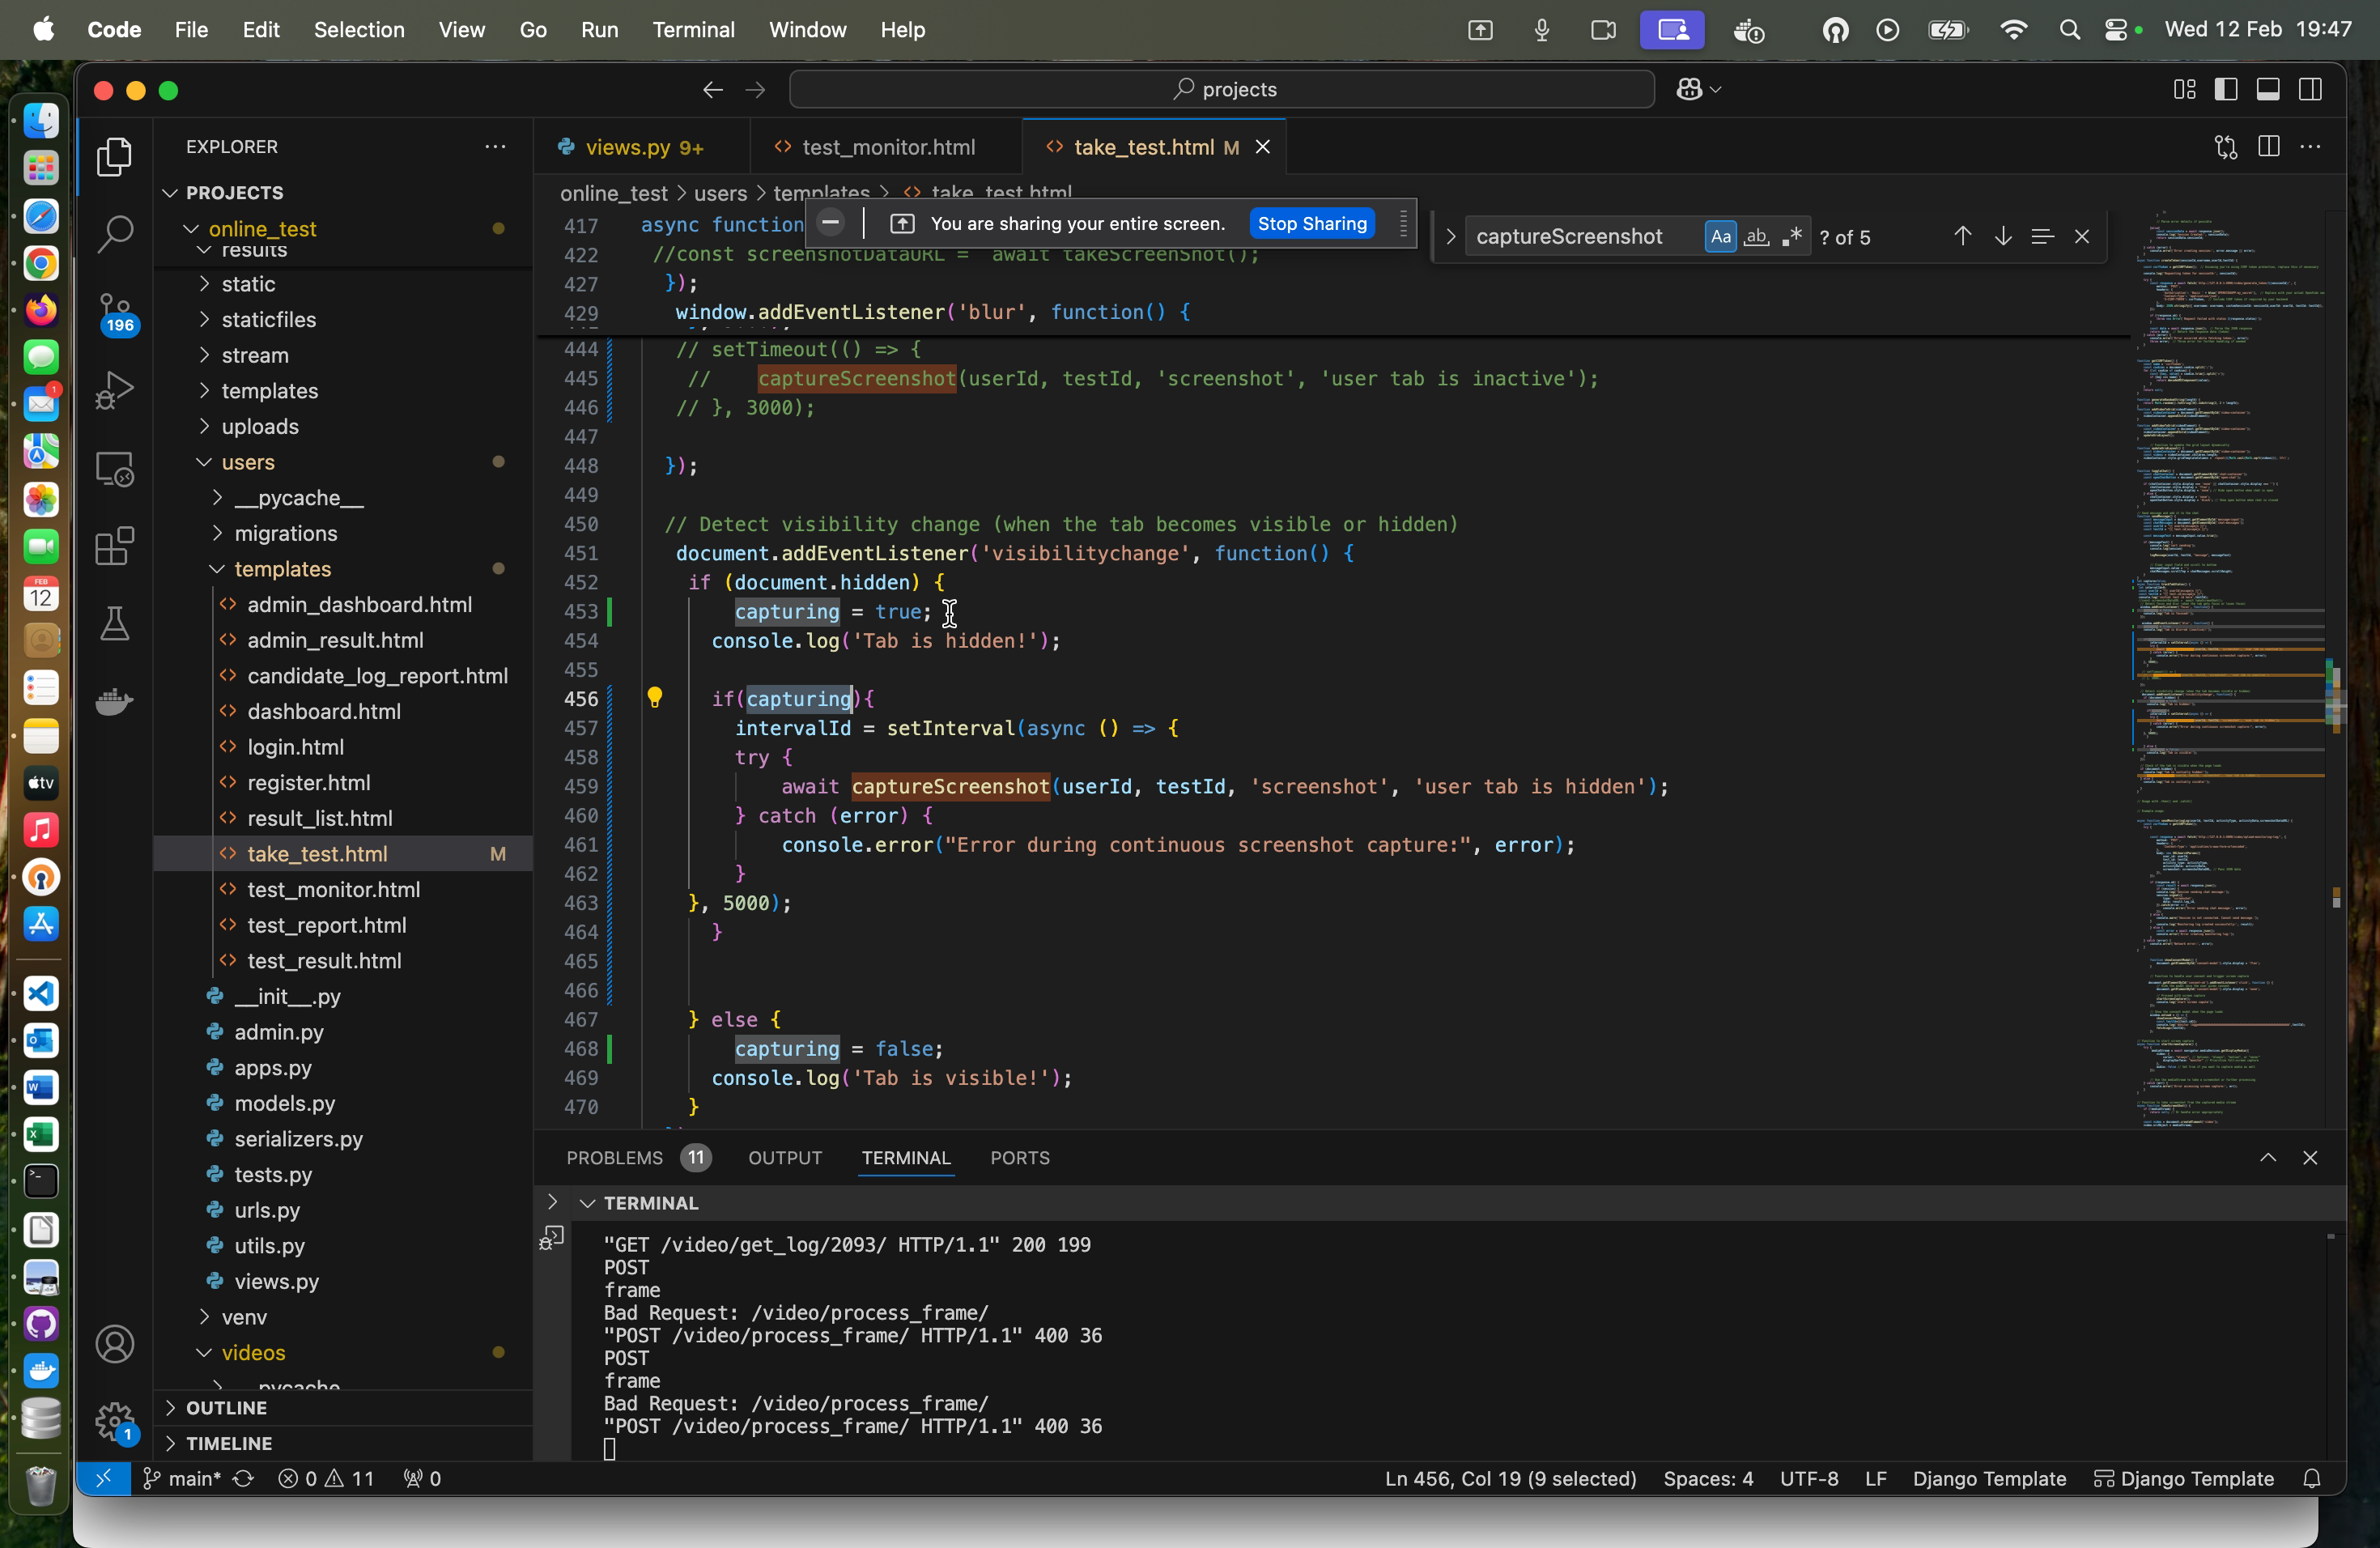 Code File Edit Selection View Go Run Terminal Window Help Wed 12 Feb 19:47
projects
EXPLORER
PROJECTS
online_test
results
static
staticfiles
stream
templates
uploads
users
__pycache__
migrations
templates
admin_dashboard.html
admin_result.html
candidate_log_report.html
dashboard.html
login.html
register.html
result_list.html
take_test.html M
test_monitor.html
test_report.html
test_result.html
__init__.py
admin.py
apps.py
models.py
serializers.py
tests.py
urls.py
utils.py
views.py
venv
videos
OUTLINE
TIMELINE
196
1
FEB
12
tv
1
views.py 9+
test_monitor.html
take_test.html M
online_test > users > templates > take_test.html
You are sharing your entire screen. Stop Sharing
captureScreenshot Aa ab ? of 5
417 async function
422 //const screenshotDataURL = await takeScreenShot();
427 });
429 window.addEventListener('blur', function() {
444 // setTimeout(() => {
445 // captureScreenshot(userId, testId, 'screenshot', 'user tab is inactive');
446 // }, 3000);
447
448 });
449
450 // Detect visibility change (when the tab becomes visible or hidden)
451 document.addEventListener('visibilitychange', function() {
452 if (document.hidden) {
453 capturing = true;
454 console.log('Tab is hidden!');
455
456 if(capturing){
457 intervalId = setInterval(async () => {
458 try {
459 await captureScreenshot(userId, testId, 'screenshot', 'user tab is hidden');
460 } catch (error) {
461 console.error("Error during continuous screenshot capture:", error);
462 }
463 }, 5000);
464 }
465
466
467 } else {
468 capturing = false;
469 console.log('Tab is visible!');
470 }
PROBLEMS 11 OUTPUT TERMINAL PORTS
TERMINAL
"GET /video/get_log/2093/ HTTP/1.1" 200 199
POST
frame
Bad Request: /video/process_frame/
"POST /video/process_frame/ HTTP/1.1" 400 36
POST
frame
Bad Request: /video/process_frame/
"POST /video/process_frame/ HTTP/1.1" 400 36
main* 0 11 0 Ln 456, Col 19 (9 selected) Spaces: 4 UTF-8 LF Django Template Django Template